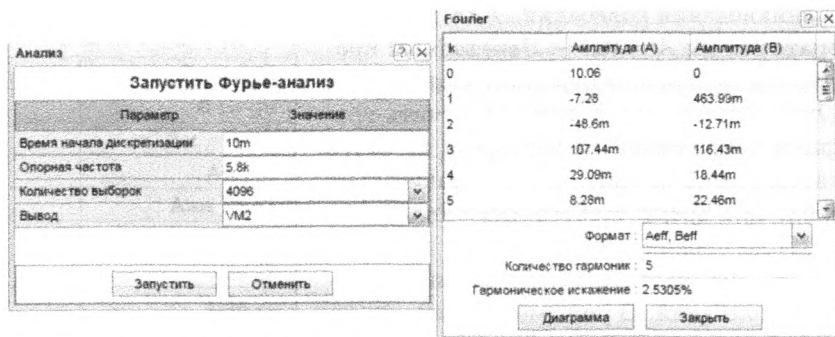 Анализ
Запустить Фурье-анализ
Параметр Значение
Время начала дискретизации 10m
Опорная частота 5.8k
Количество выборок 4096
Вывод VM2
Запустить Отменить
Fourier
k Амплитуда (A) Амплитуда (B)
0 10.06 0
1 -7.28 463.99m
2 -48.6m -12.71m
3 107.44m 116.43m
4 29.09m 18.44m
5 8.28m 22.46m
Формат: Aeff, Beff
Количество гармоник: 5
Гармоническое искажение: 2.5305%
Диаграмма Закрыть